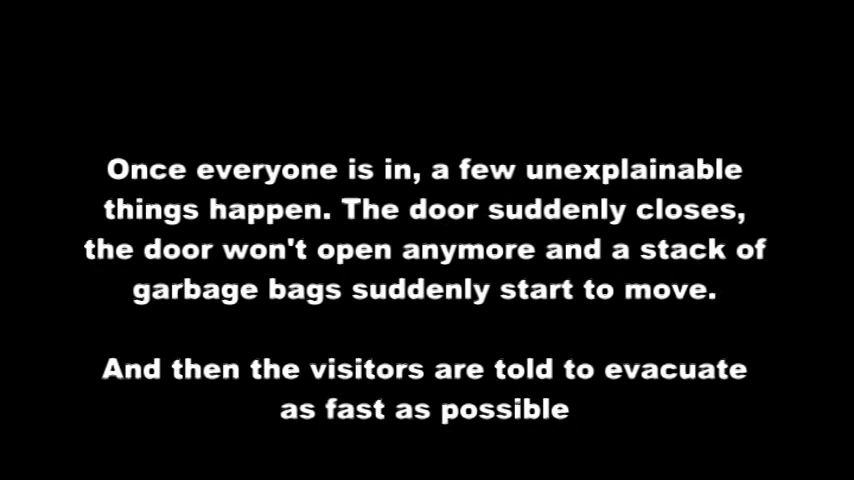 Once everyone is in, a few unexplainable
things happen. The door suddenly closes,
the door won't open anymore and a stack of
garbage bags suddenly start to move.
And then the visitors are told to evacuate
as fast as possible